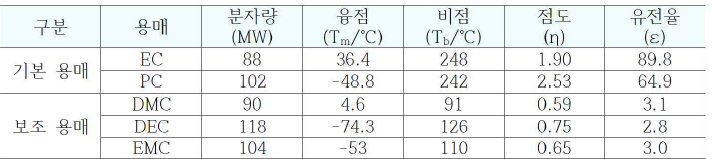 구분 용매 분자량 (MW) 융점 (Tm/℃) 비점 (Tb/℃) 점도 (η) 유전율 (ε)
기본 용매 EC 88 36.4 248 1.90 89.8
PC 102 -48.8 242 2.53 64.9
보조 용매 DMC 90 4.6 91 0.59 3.1
DEC 118 -74.3 126 0.75 2.8
EMC 104 -53 110 0.65 3.0